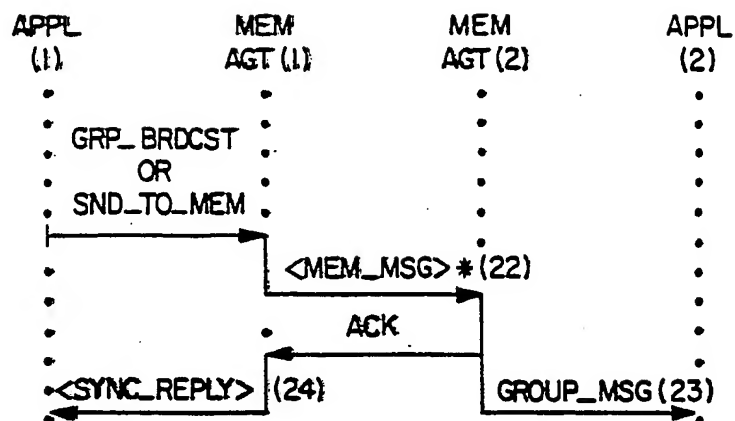 APPL MEM MEM APPL
(1) AGT (1) AGT (2) (2)
GRP_BRDCST
OR
SND_TO_MEM
<MEM_MSG> * (22)
ACK
<SYNC_REPLY> (24) GROUP_MSG (23)